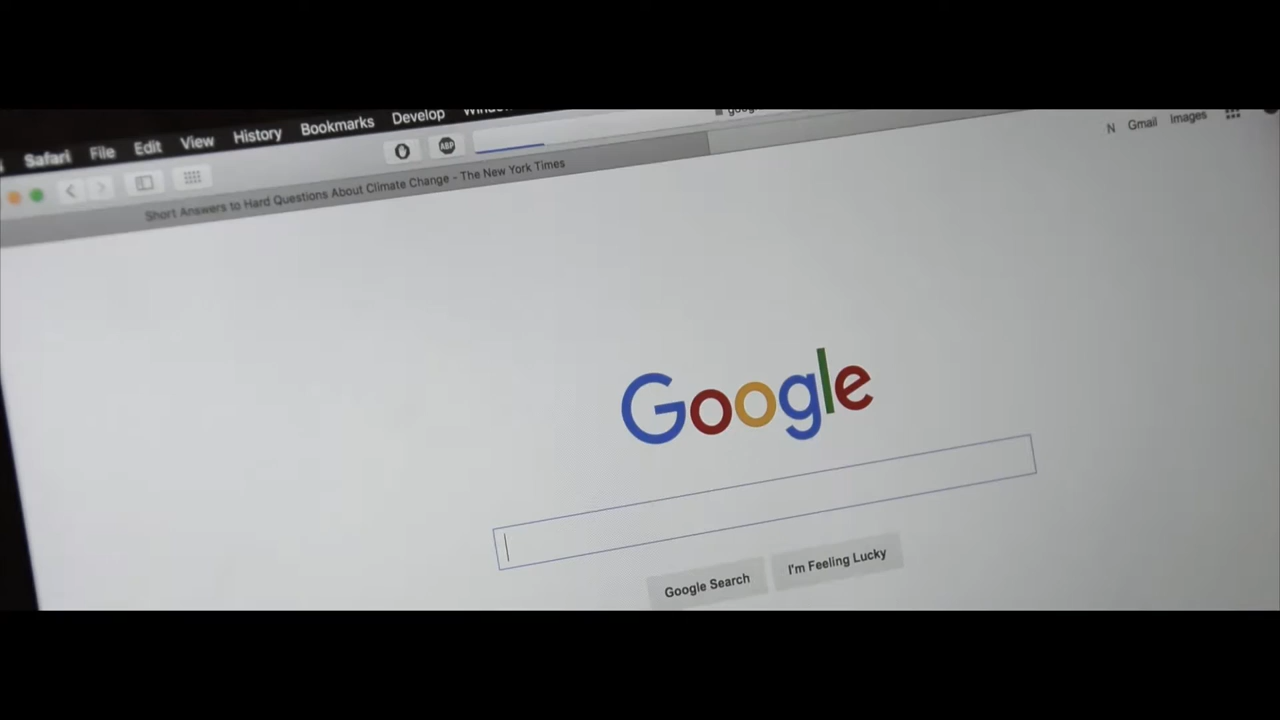 Safari File Edit View History Bookmarks Develop
ABP
Short Answers to Hard Questions About Climate Change - The New York Times
N Gmail Images
Google
Google Search I'm Feeling Lucky